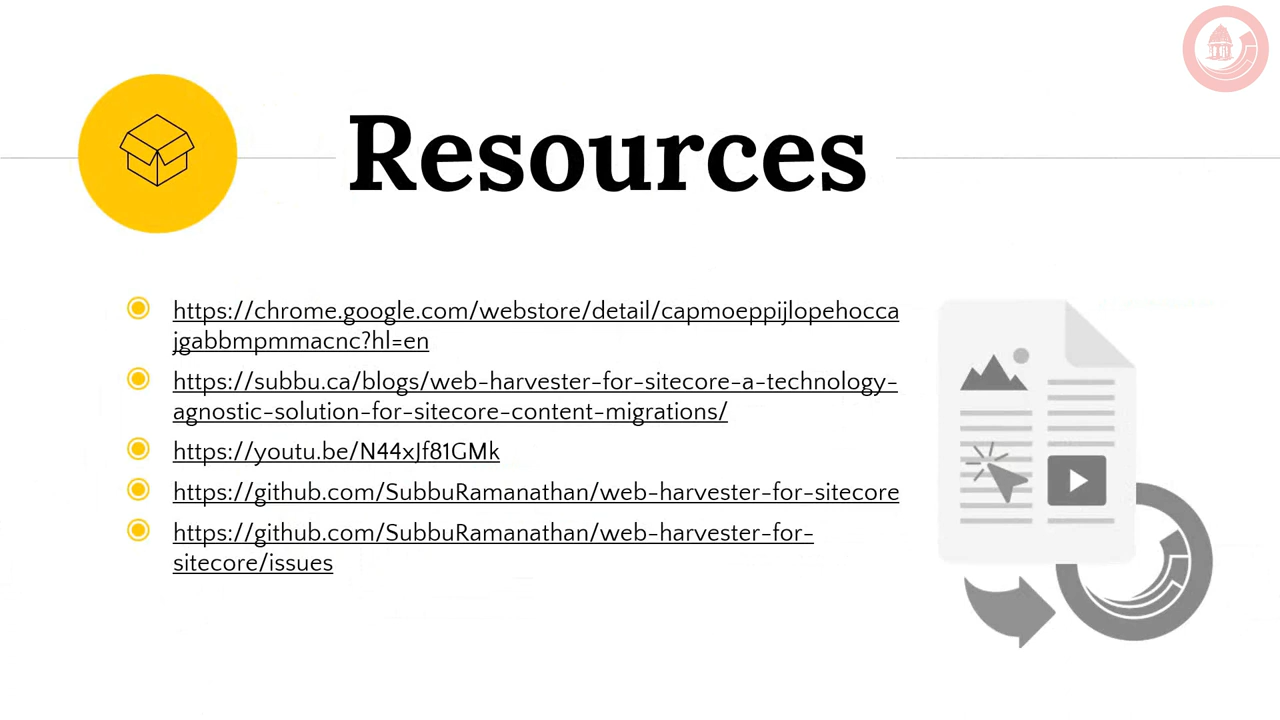 Resources
https://chrome.google.com/webstore/detail/capmoeppijlopehocca
jgabbmpmmacnc?hl=en
https://subbu.ca/blogs/web-harvester-for-sitecore-a-technology-
agnostic-solution-for-sitecore-content-migrations/
https://youtu.be/N44xJf81GMk
https://github.com/SubbuRamanathan/web-harvester-for-sitecore
https://github.com/SubbuRamanathan/web-harvester-for-
sitecore/issues